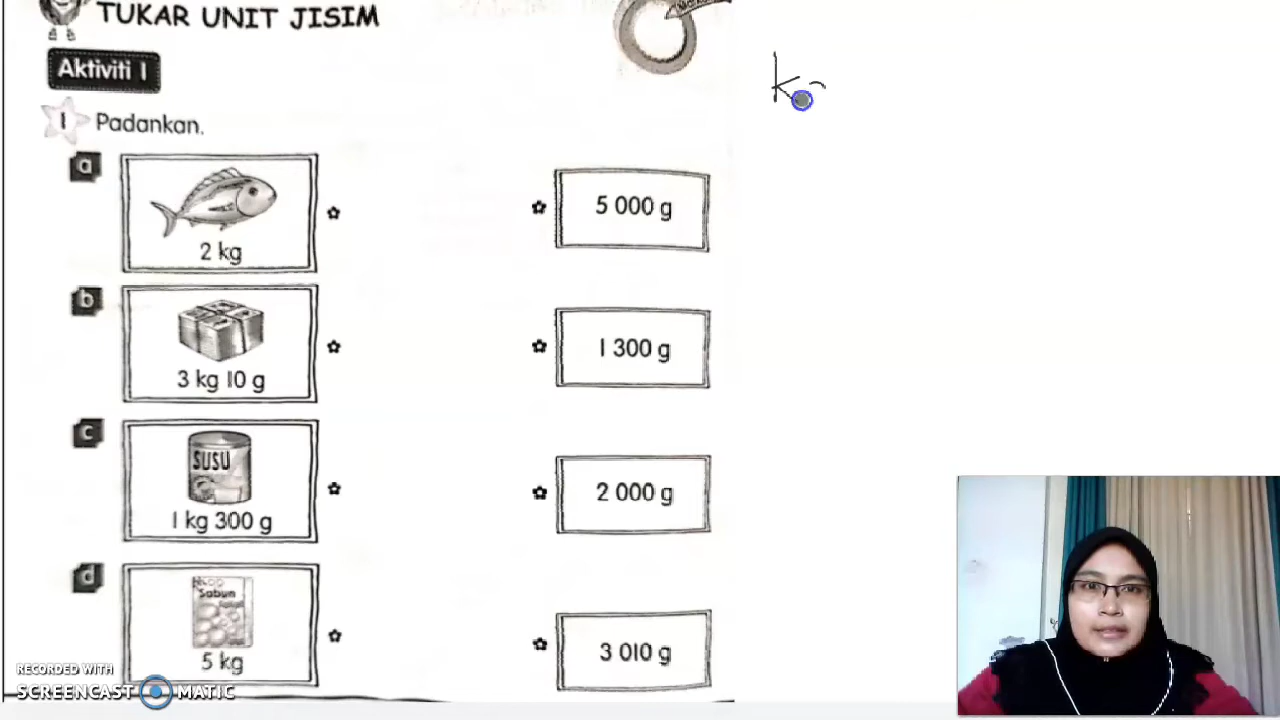 TUKAR UNIT JISIM
Aktiviti 1
1 Padankan.
a
2 kg
5 000 g
b
3 kg 10 g
1 300 g
c
SUSU
1 kg 300 g
2 000 g
d
Sabun
5 kg
3 010 g
k
RECORDED WITH
SCREENCAST MATIC